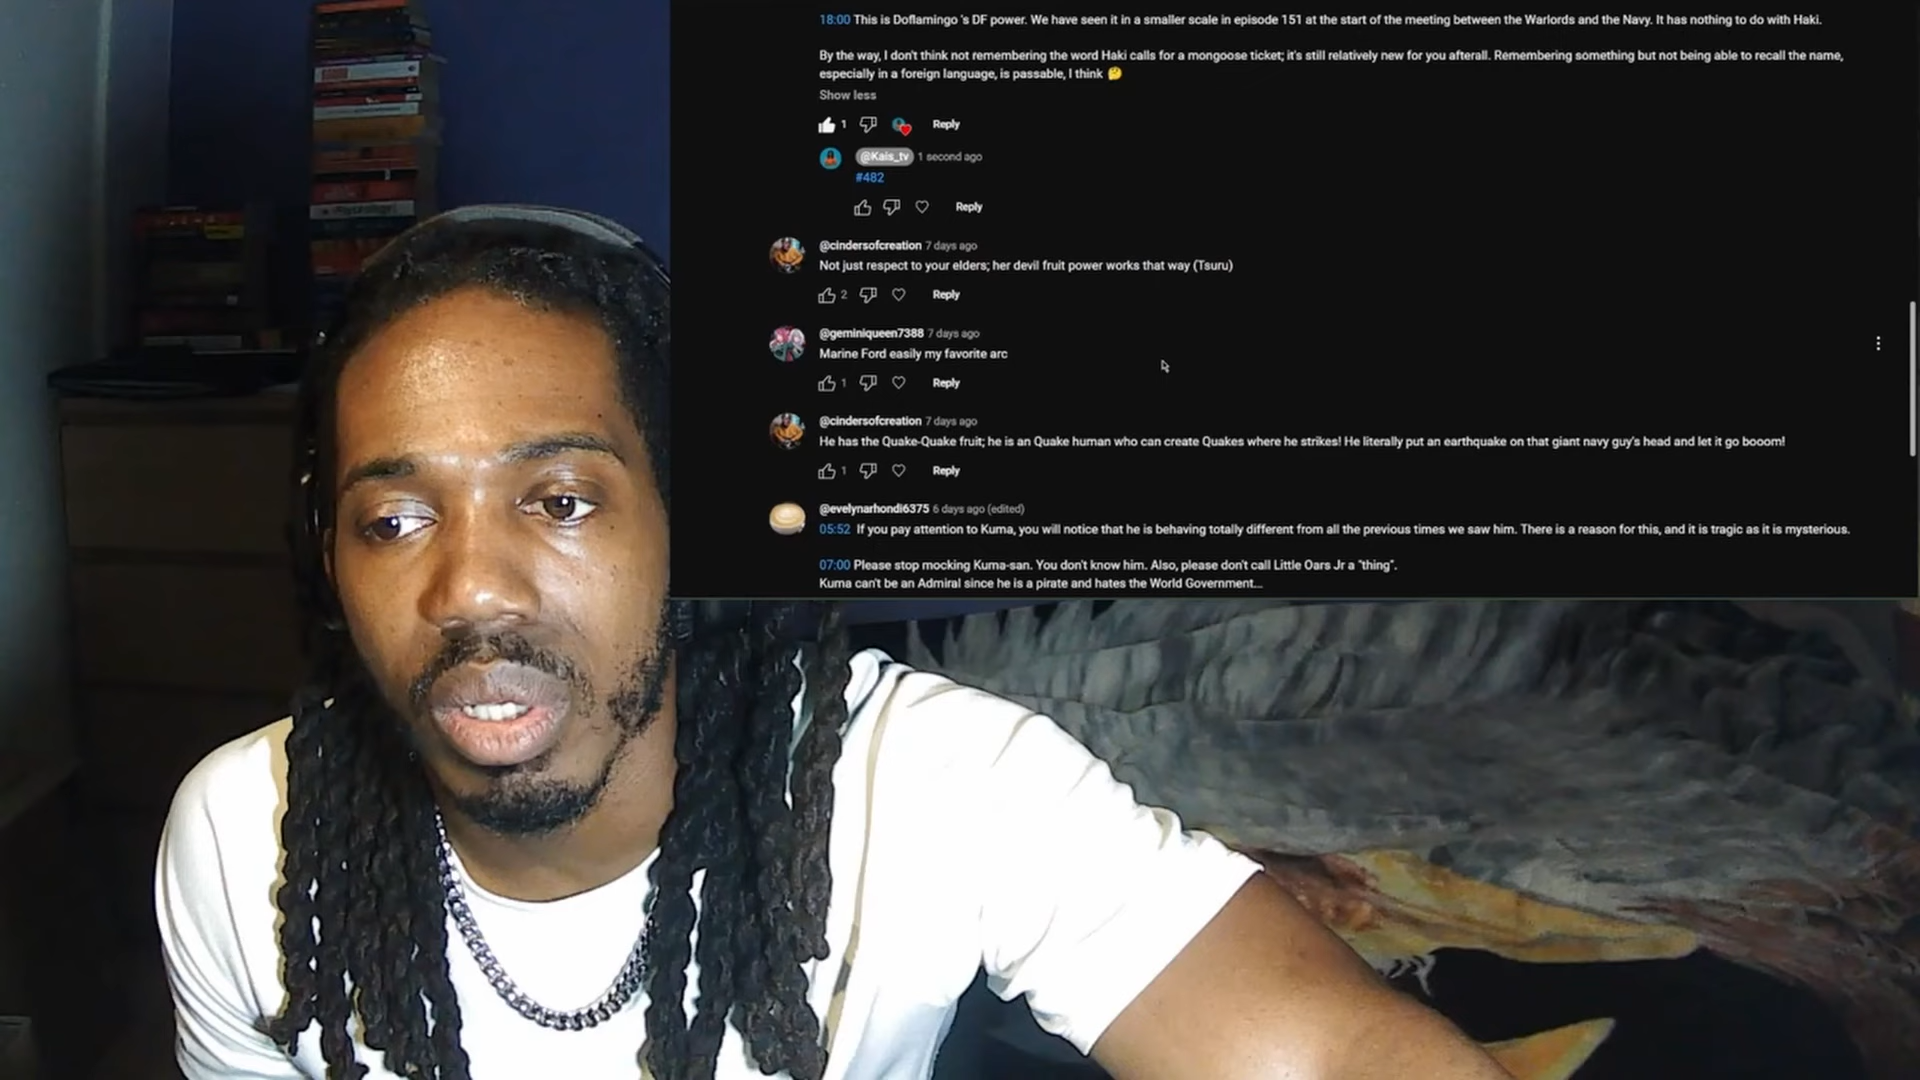 18:00 This is Doflamingo 's DF power. We have seen it in a smaller scale in episode 151 at the start of the meeting between the Warlords and the Navy. It has nothing to do with Haki.
By the way, I don't think not remembering the word Haki calls for a mongoose ticket; it's still relatively new for you afterall. Remembering something but not being able to recall the name,
especially in a foreign language, is passable, I think 🤔
Show less
1 Reply
@Kais_tv 1 second ago
#482
Reply
@cindersofcreation 7 days ago
Not just respect to your elders; her devil fruit power works that way (Tsuru)
2 Reply
@geminiqueen7388 7 days ago
Marine Ford easily my favorite arc
1 Reply
@cindersofcreation 7 days ago
He has the Quake-Quake fruit; he is an Quake human who can create Quakes where he strikes! He literally put an earthquake on that giant navy guy's head and let it go booom!
1 Reply
@evelynarhondi6375 6 days ago (edited)
05:52 If you pay attention to Kuma, you will notice that he is behaving totally different from all the previous times we saw him. There is a reason for this, and it is tragic as it is mysterious.
07:00 Please stop mocking Kuma-san. You don't know him. Also, please don't call Little Oars Jr a "thing".
Kuma can't be an Admiral since he is a pirate and hates the World Government...